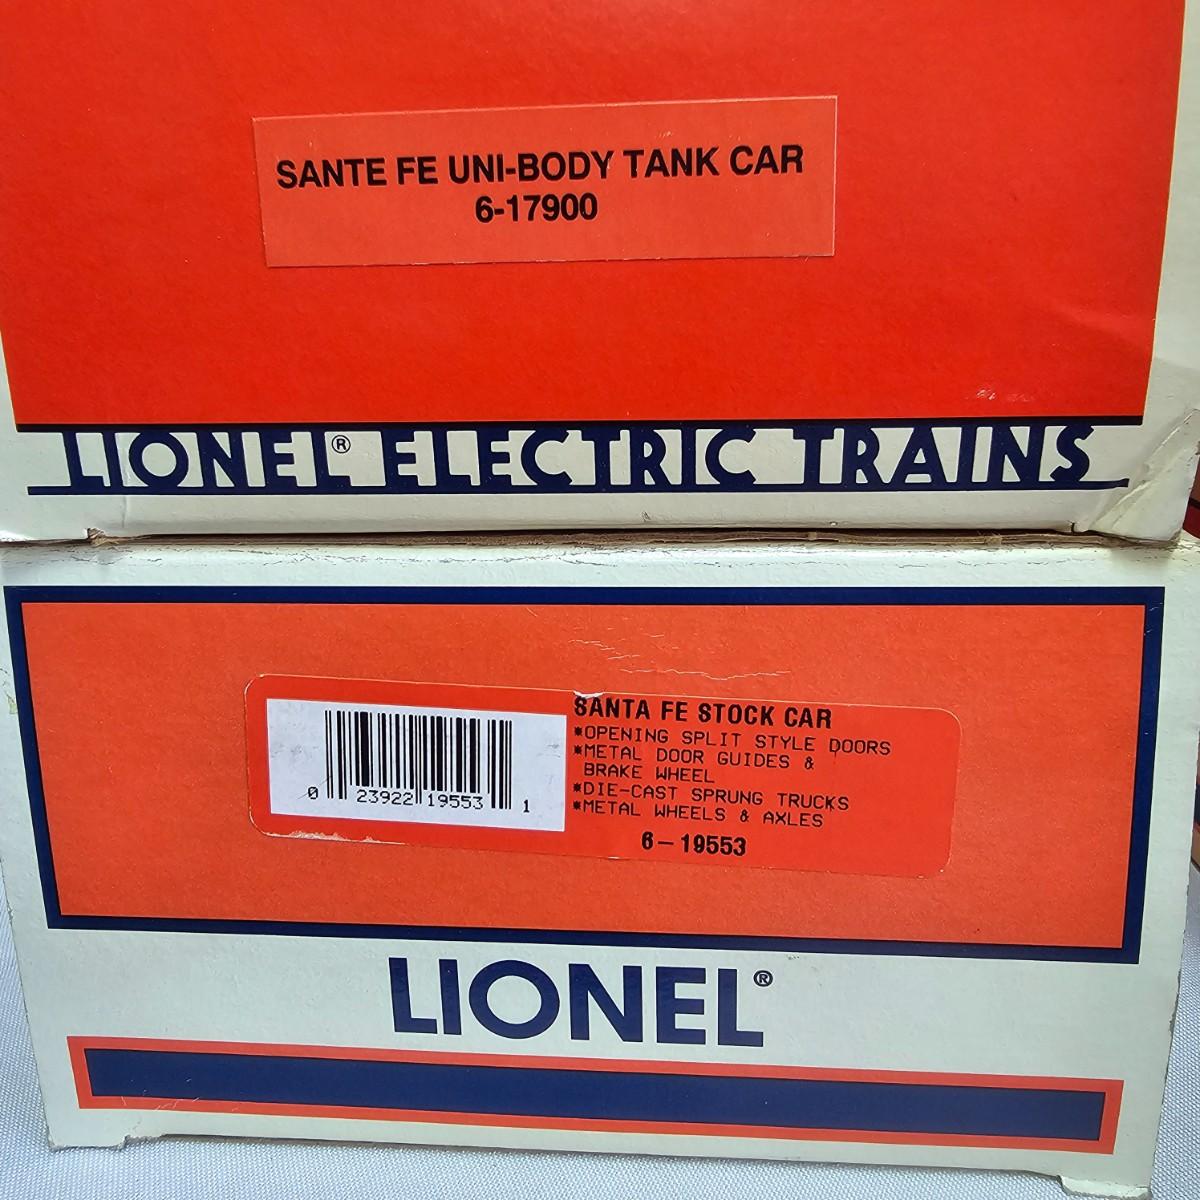 SANTE FE UNI-BODY TANK CAR
6-17900
LIONEL® ELECTRIC TRAINS
SANTA FE STOCK CAR
*OPENING SPLIT STYLE DOORS
*METAL DOOR GUIDES &
BRAKE WHEEL
*DIE-CAST SPRUNG TRUCKS
*METAL WHEELS & AXLES
6-19553
0 23922 19553 1
LIONEL®